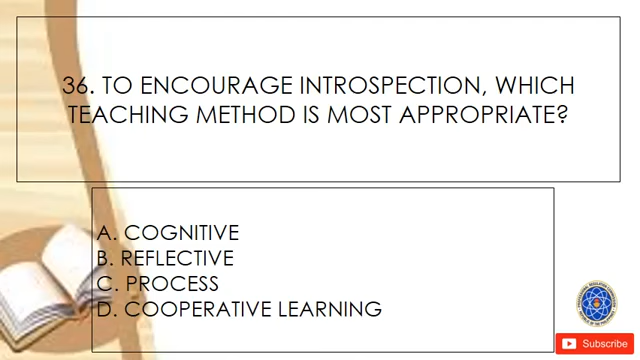 36. TO ENCOURAGE INTROSPECTION, WHICH
TEACHING METHOD IS MOST APPROPRIATE?
A. COGNITIVE
B. REFLECTIVE
C. PROCESS
D. COOPERATIVE LEARNING
Subscribe